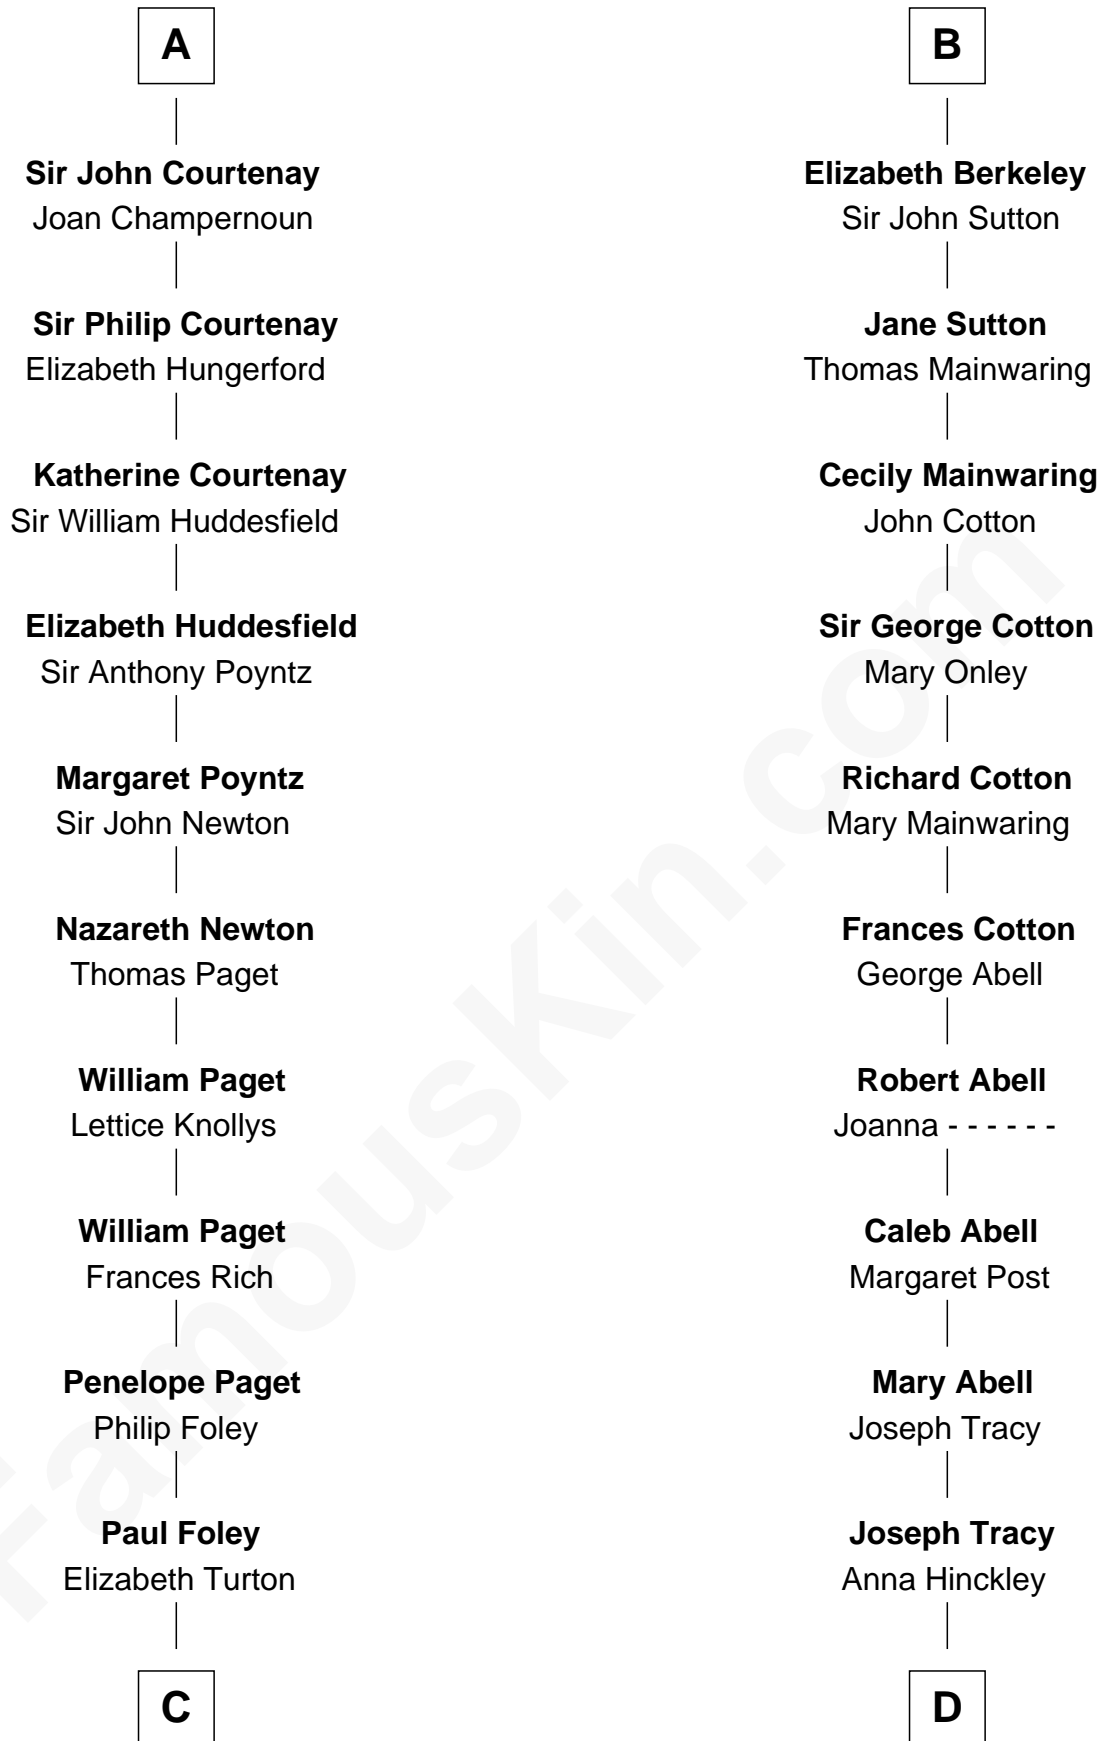 A
Sir John Courtenay
Joan Champernoun
Sir Philip Courtenay
Elizabeth Hungerford
Katherine Courtenay
Sir William Huddesfield
Elizabeth Huddesfield
Sir Anthony Poyntz
Margaret Poyntz
Sir John Newton
Nazareth Newton
Thomas Paget
William Paget
Lettice Knollys
William Paget
Frances Rich
Penelope Paget
Philip Foley
Paul Foley
Elizabeth Turton
C
B
Elizabeth Berkeley
Sir John Sutton
Jane Sutton
Thomas Mainwaring
Cecily Mainwaring
John Cotton
Sir George Cotton
Mary Onley
Richard Cotton
Mary Mainwaring
Frances Cotton
George Abell
Robert Abell
Joanna - - - - - -
Caleb Abell
Margaret Post
Mary Abell
Joseph Tracy
Joseph Tracy
Anna Hinckley
D
FamousKin.com